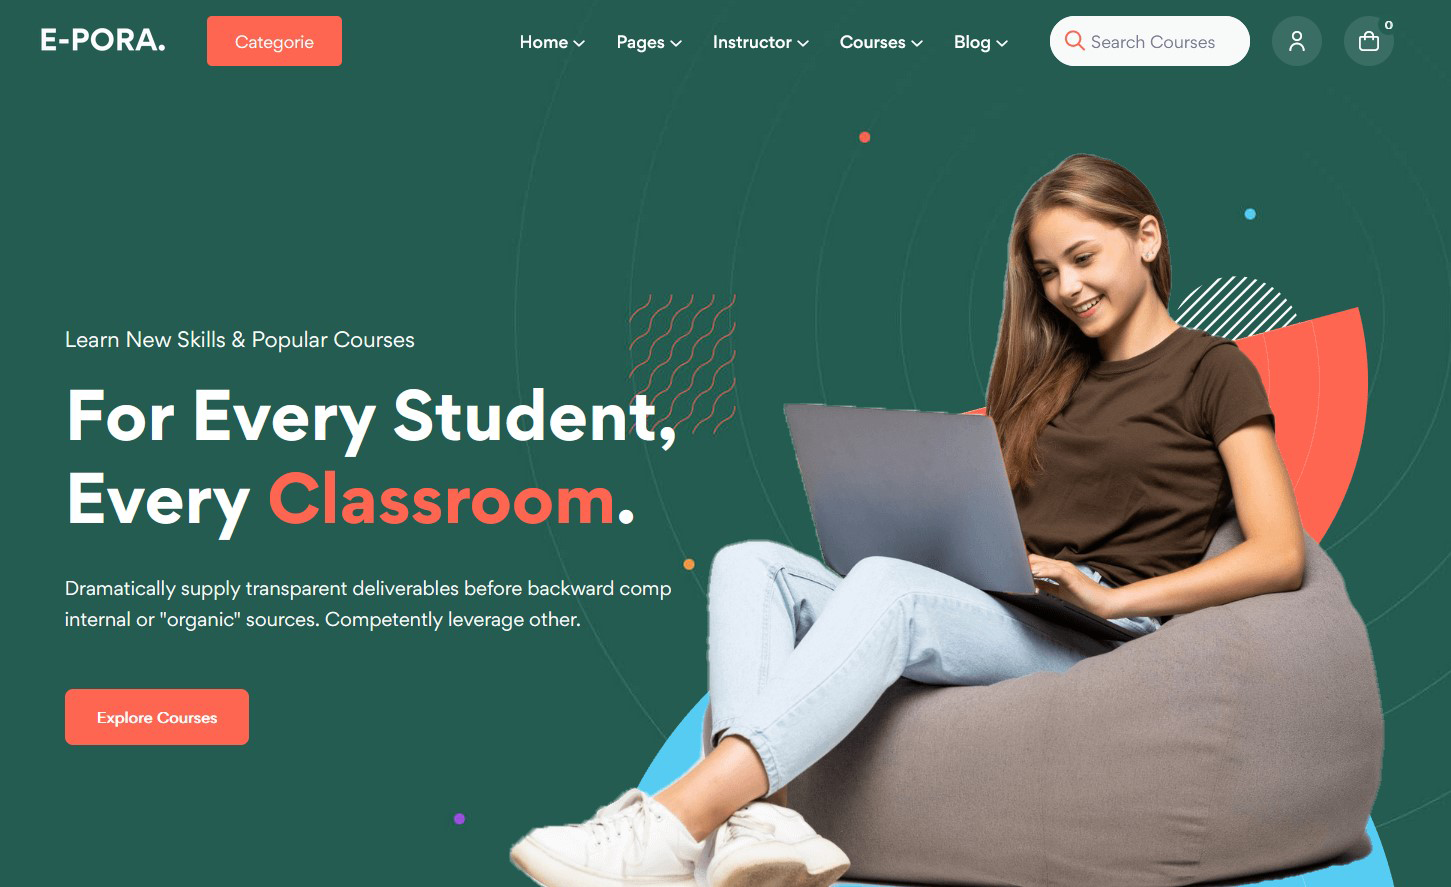 E-PORA.
Categorie
Home
Pages
Instructor
Courses
Blog
Search Courses
0
Learn New Skills & Popular Courses
For Every Student,
Every Classroom.
Dramatically supply transparent deliverables before backward comp
internal or "organic" sources. Competently leverage other.
Explore Courses